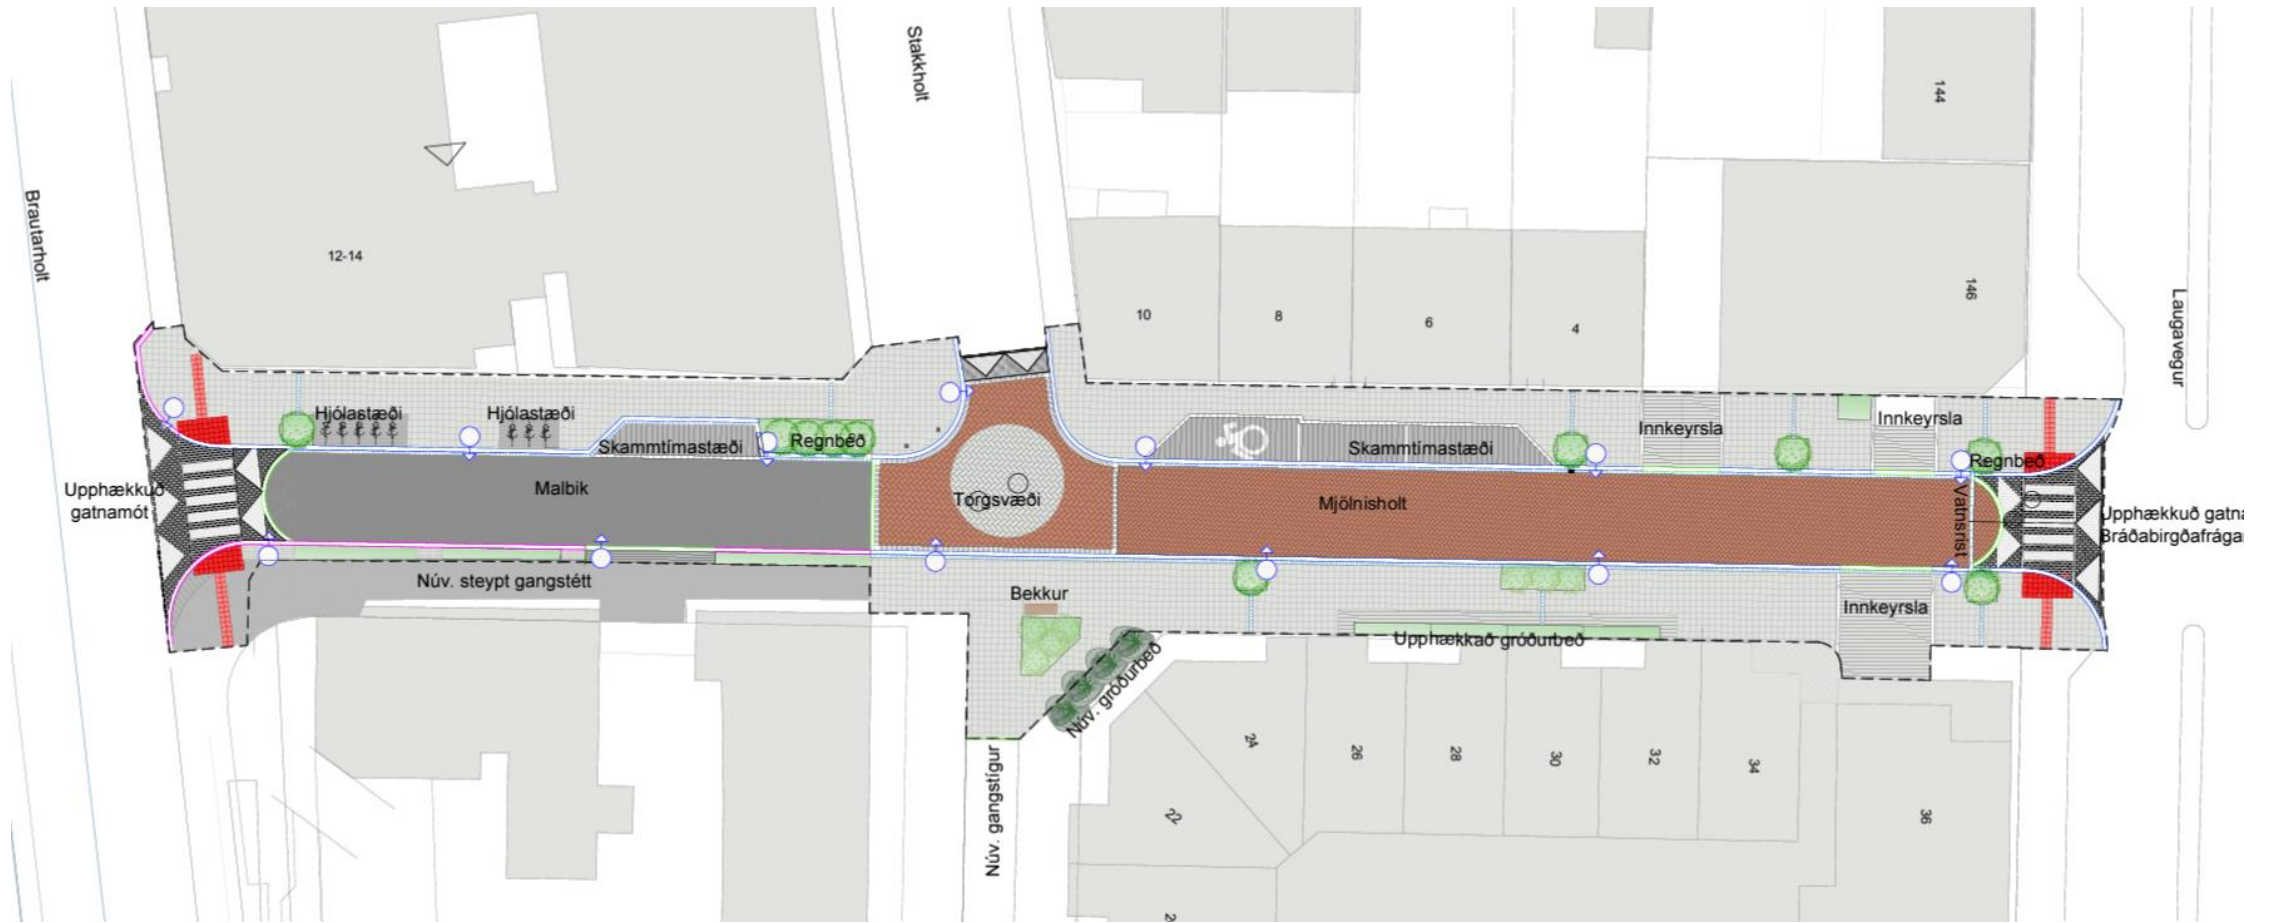 Stakkholt
144
Brautarholt
12-14
146
Laugavegur
10
8
6
4
Hjólastæði
Hjólastæði
Skammtímastæði
Regnbeð
Skammtímastæði
Innkeyrsla
Innkeyrsla
Regnbeð
Upphækkuð
gatnamót
Malbik
Torgsvæði
Mjölnisholt
Vatnsrist
Upphækkuð gatna
Bráðabirgðafrága
Núv. steypt gangstétt
Bekkur
Innkeyrsla
Upphækkað gróðurbeð
Núv. gróðurbeð
Núv. gangstígur
22
24
26
28
30
32
34
36